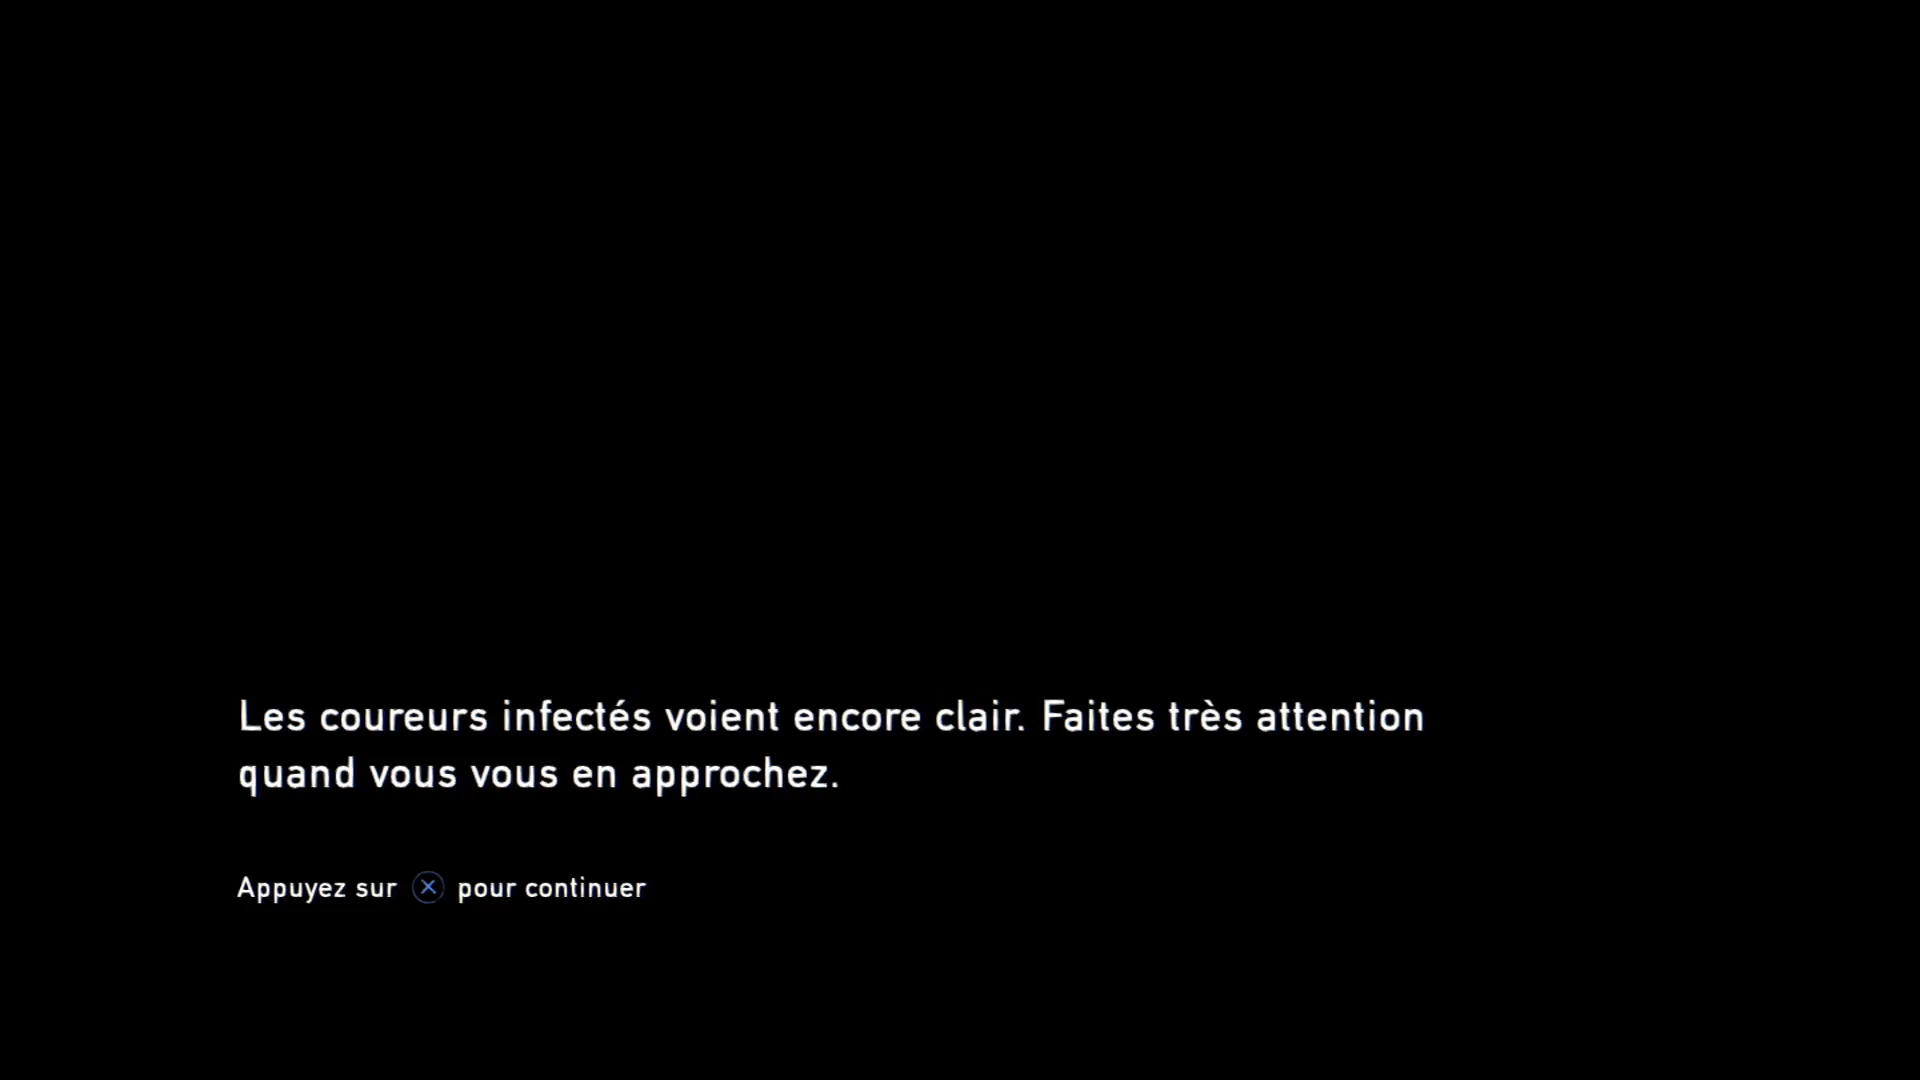 Les coureurs infectés voient encore clair. Faites très attention
quand vous vous en approchez.
Appuyez sur ⓧ pour continuer